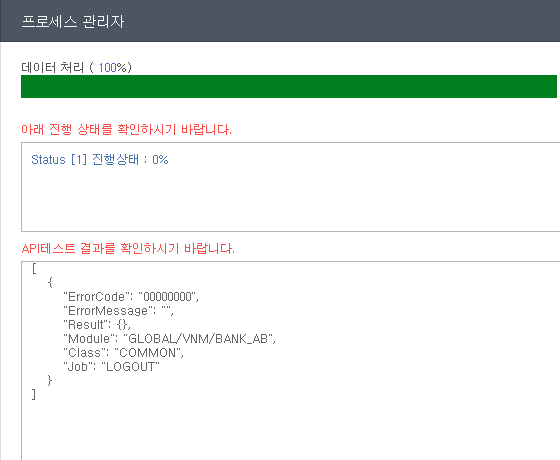 프로세스 관리자
데이터 처리 ( 100%)
아래 진행 상태를 확인하시기 바랍니다.
Status [1] 진행상태 : 0%
API테스트 결과를 확인하시기 바랍니다.
[
{
"ErrorCode": "00000000",
"ErrorMessage": "",
"Result": {},
"Module": "GLOBAL/VNM/BANK_AB",
"Class": "COMMON",
"Job": "LOGOUT"
}
]